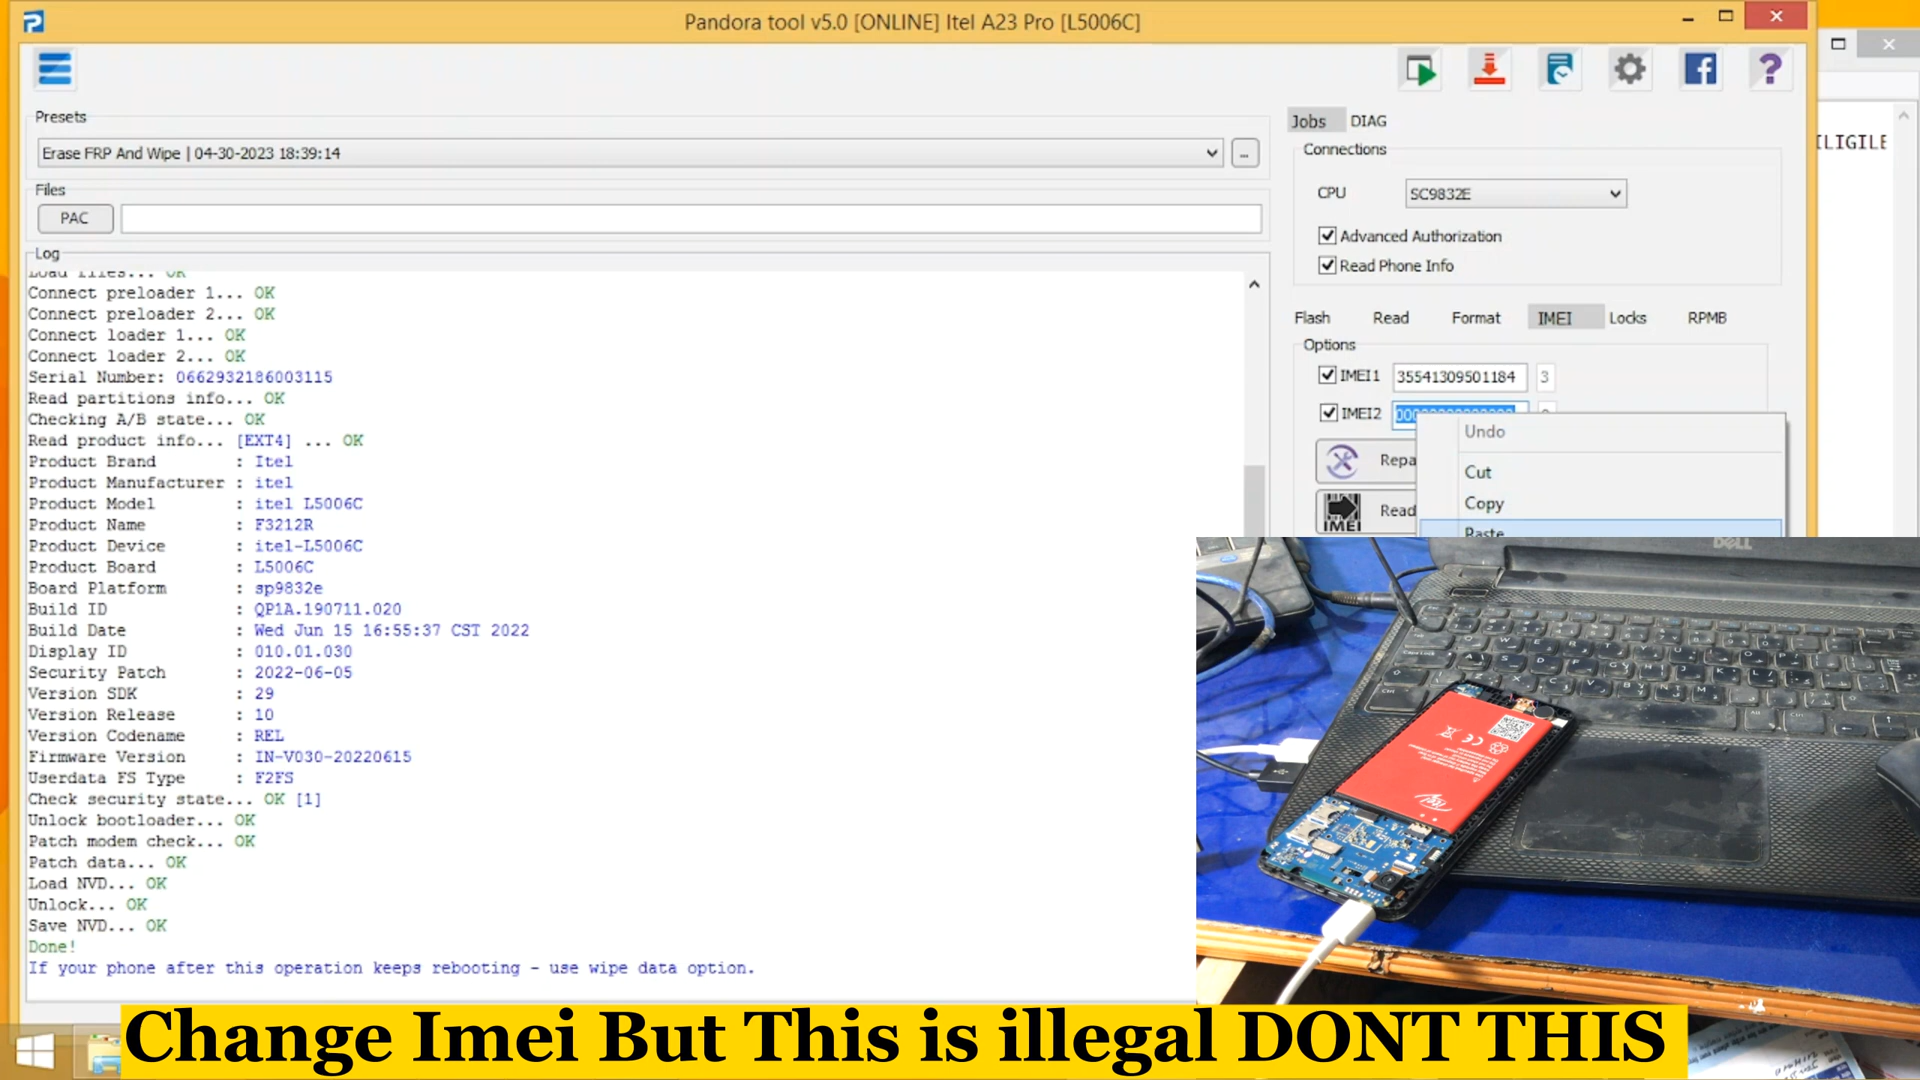 Pandora tool v5.0 [ONLINE] Itel A23 Pro [L5006C]
Presets
Erase FRP And Wipe | 04-30-2023 18:39:14
...
Files
PAC
Log
Load files... OK
Connect preloader 1... OK
Connect preloader 2... OK
Connect loader 1... OK
Connect loader 2... OK
Serial Number: 0662932186003115
Read partitions info... OK
Checking A/B state... OK
Read product info... [EXT4] ... OK
Product Brand : Itel
Product Manufacturer : itel
Product Model : itel L5006C
Product Name : F3212R
Product Device : itel-L5006C
Product Board : L5006C
Board Platform : sp9832e
Build ID : QP1A.190711.020
Build Date : Wed Jun 15 16:55:37 CST 2022
Display ID : 010.01.030
Security Patch : 2022-06-05
Version SDK : 29
Version Release : 10
Version Codename : REL
Firmware Version : IN-V030-20220615
Userdata FS Type : F2FS
Check security state... OK [1]
Unlock bootloader... OK
Patch modem check... OK
Patch data... OK
Load NVD... OK
Unlock... OK
Save NVD... OK
Done!
If your phone after this operation keeps rebooting - use wipe data option.
Jobs DIAG
Connections
CPU SC9832E
Advanced Authorization
Read Phone Info
Flash Read Format IMEI Locks RPMB
Options
IMEI1 35541309501184 3
IMEI2
Repa
IMEI Read
Undo
Cut
Copy
Paste
LIGILE
DELL
itel
Change Imei But This is illegal DONT THIS